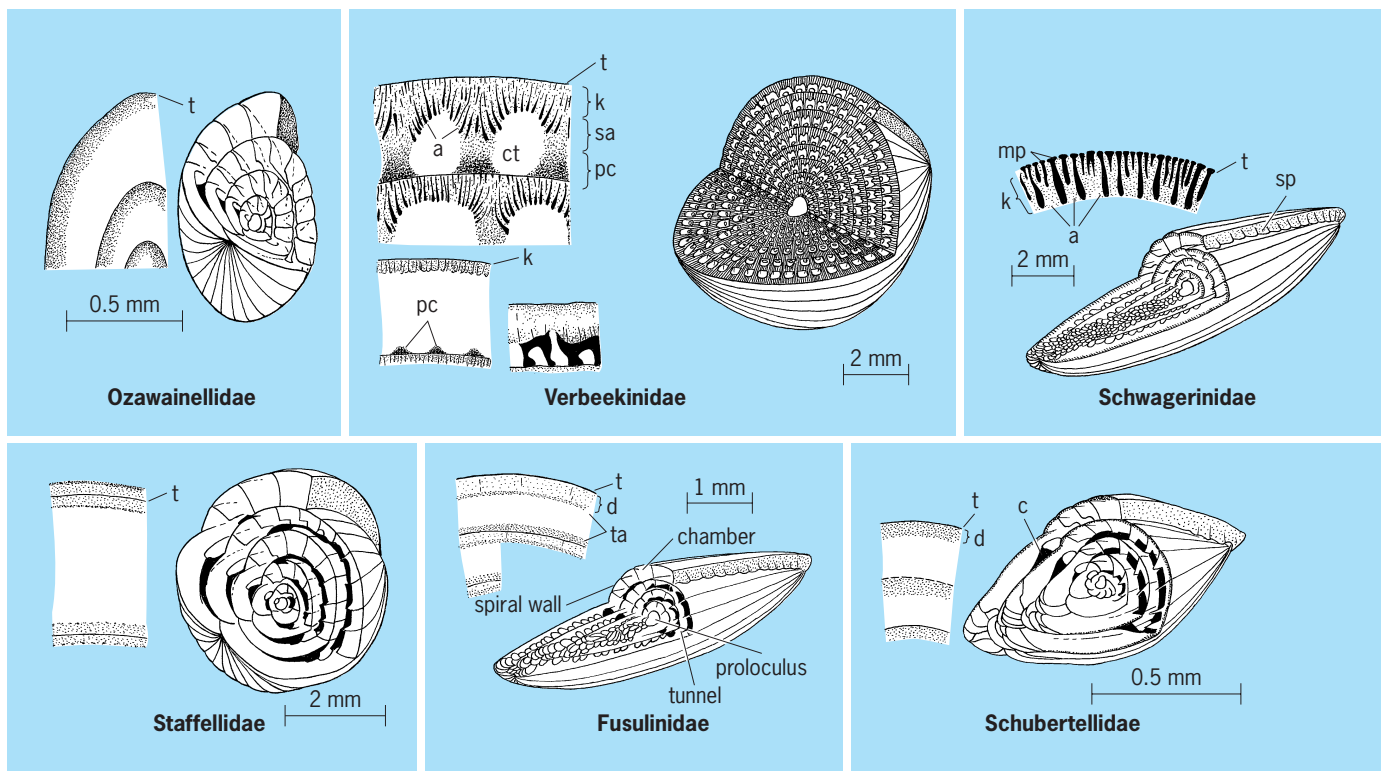 t
0.5 mm
Ozawainellidae
t
k
sa
pc
a
ct
k
pc
2 mm
Verbeekinidae
mp
t
k
a
sp
2 mm
Schwagerinidae
t
2 mm
Staffellidae
t
d
ta
1 mm
chamber
spiral wall
proloculus
tunnel
Fusulinidae
t
d
c
0.5 mm
Schubertellidae